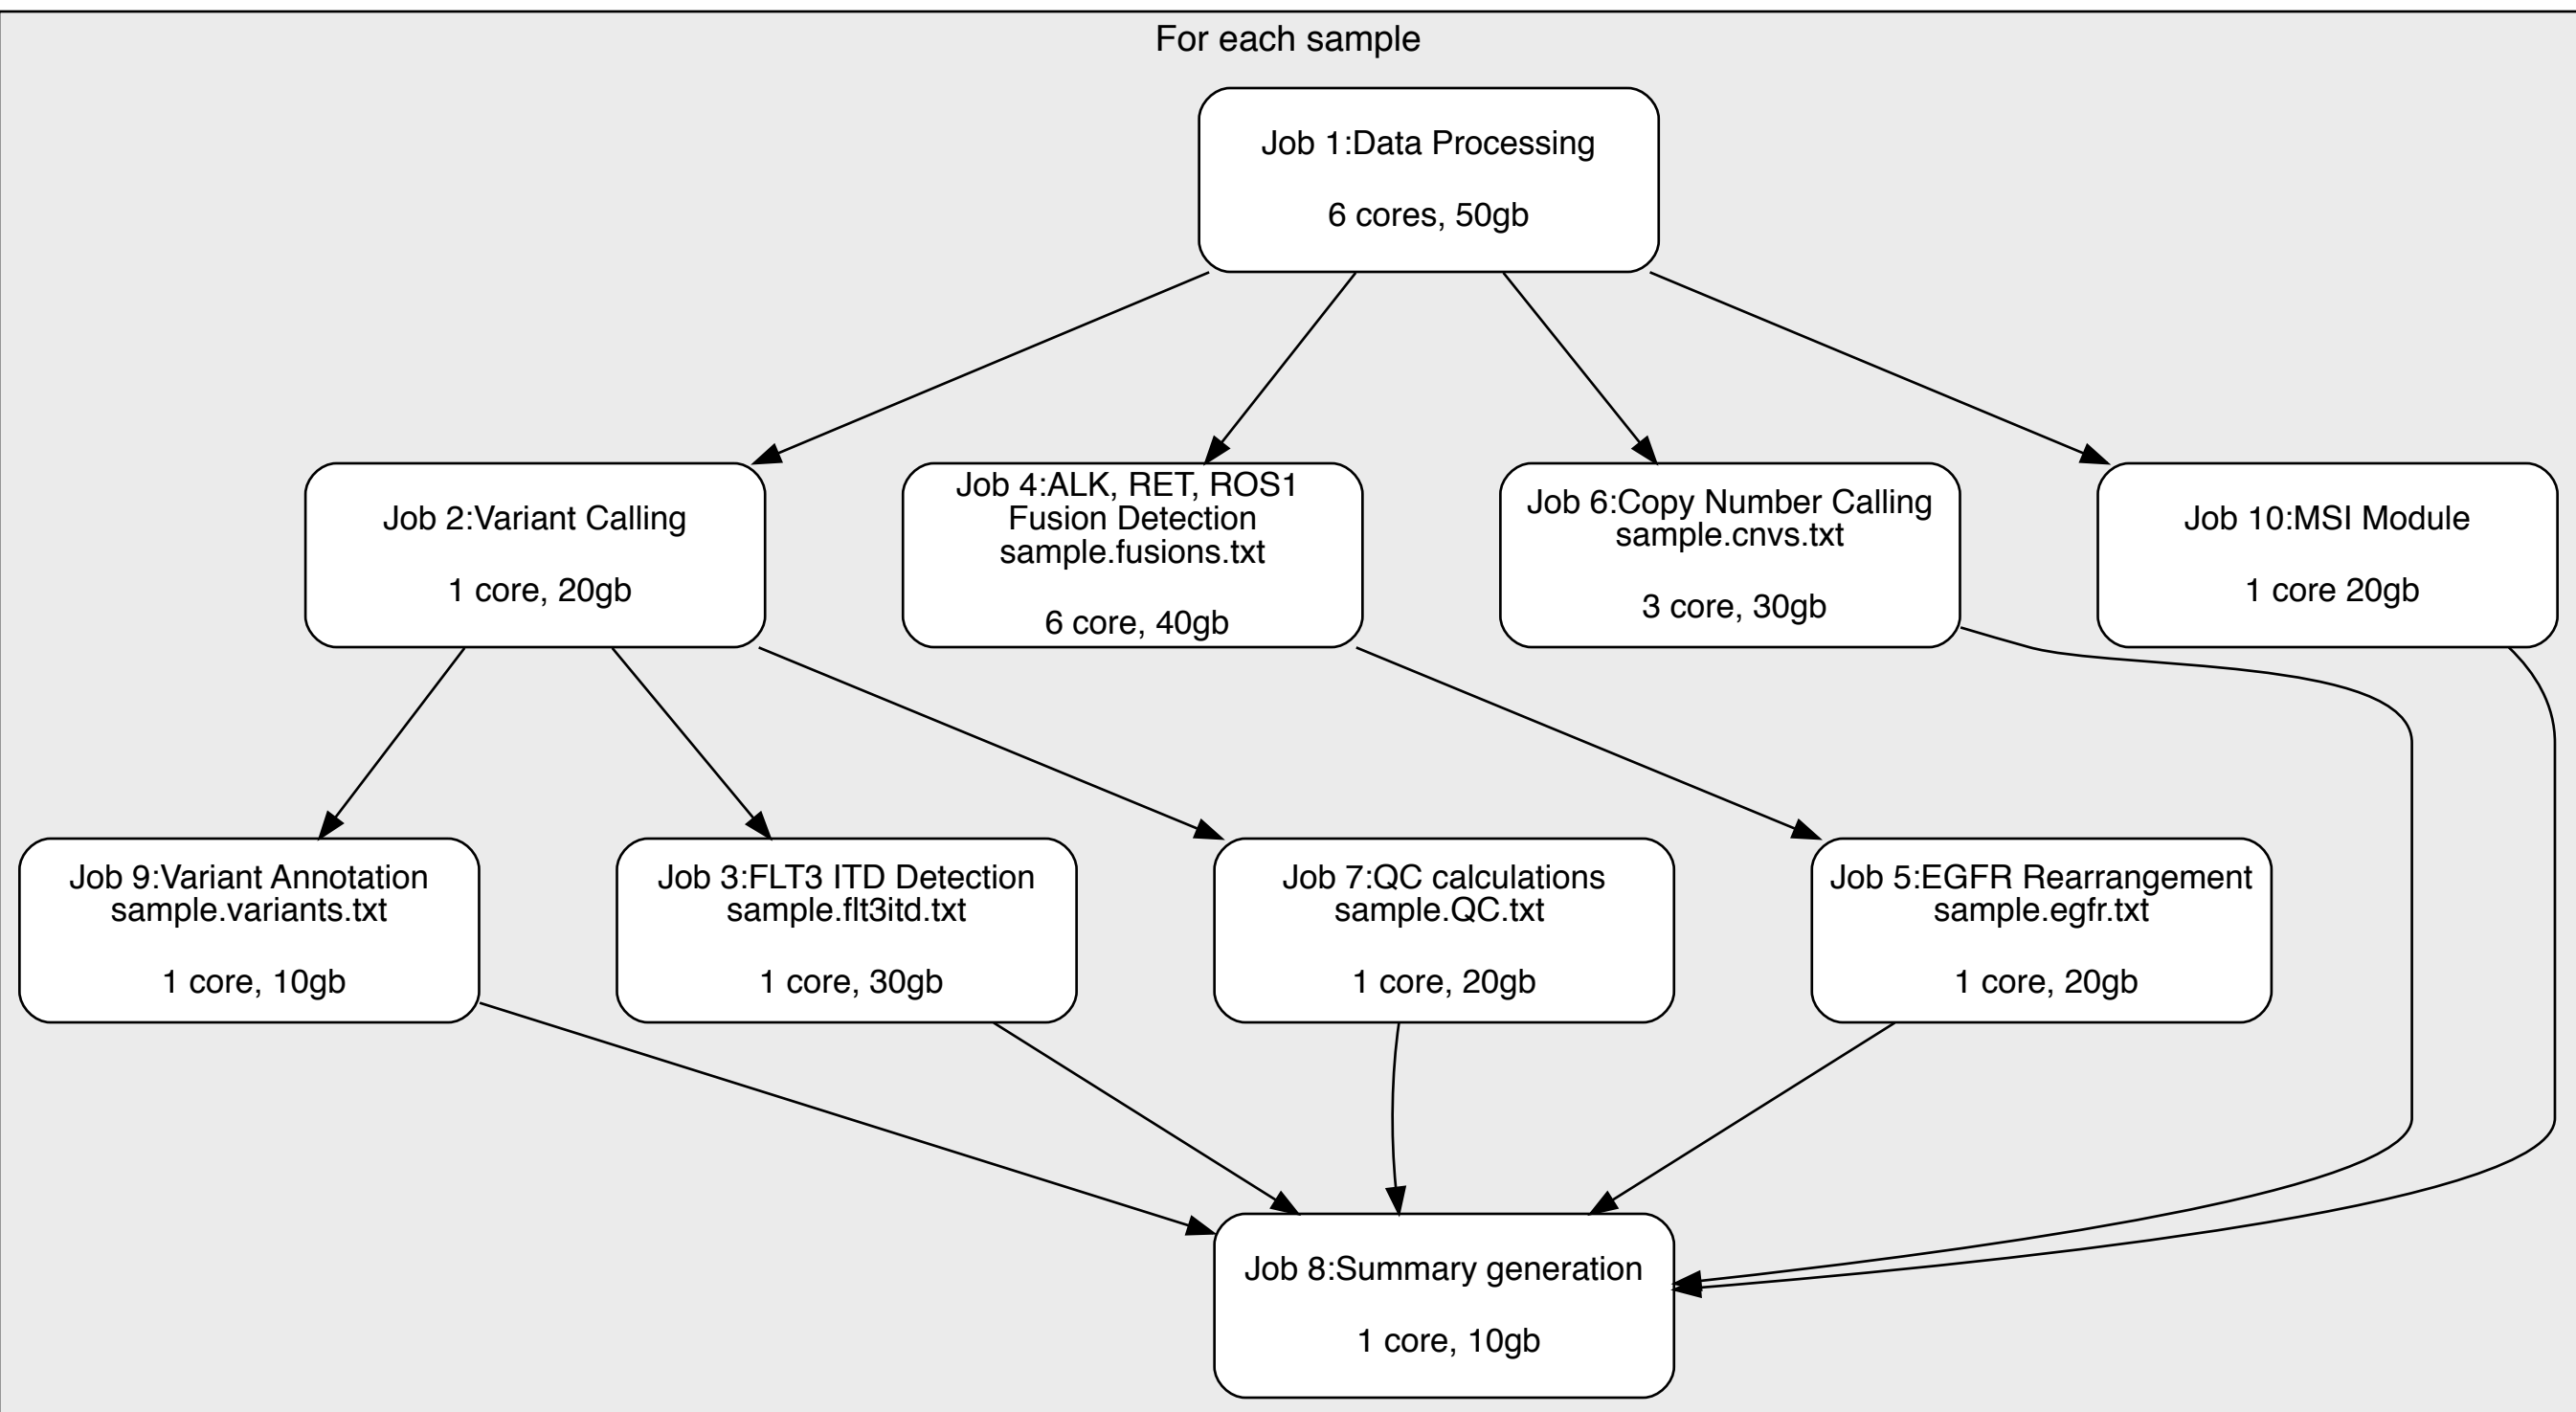 For each sample
Job 1:Data Processing
6 cores, 50gb
Job 2:Variant Calling
1 core, 20gb
Job 4:ALK, RET, ROS1
Fusion Detection
sample.fusions.txt
6 core, 40gb
Job 6:Copy Number Calling
sample.cnvs.txt
3 core, 30gb
Job 10:MSI Module
1 core 20gb
Job 9:Variant Annotation
sample.variants.txt
1 core, 10gb
Job 3:FLT3 ITD Detection
sample.flt3itd.txt
1 core, 30gb
Job 7:QC calculations
sample.QC.txt
1 core, 20gb
Job 5:EGFR Rearrangement
sample.egfr.txt
1 core, 20gb
Job 8:Summary generation
1 core, 10gb